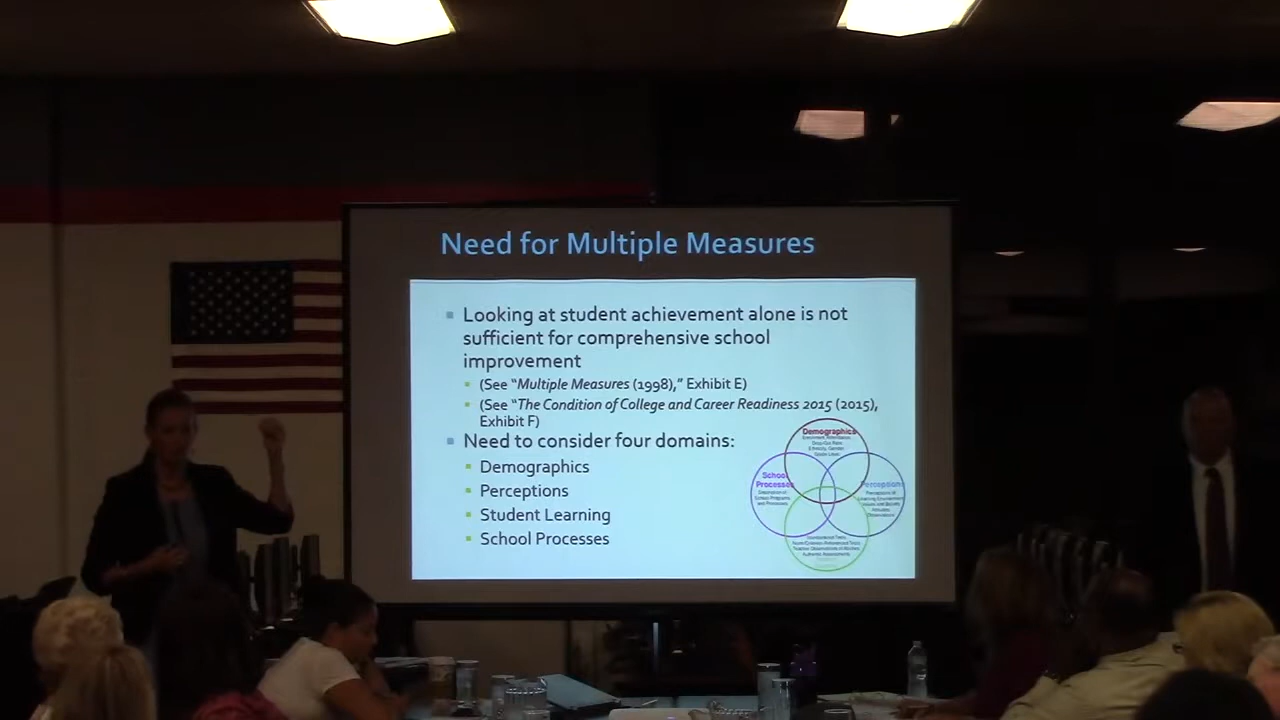 Need for Multiple Measures
Looking at student achievement alone is not
sufficient for comprehensive school
improvement
(See “Multiple Measures (1998),” Exhibit E)
(See “The Condition of College and Career Readiness 2015 (2015),
Exhibit F)
Need to consider four domains:
Demographics
Perceptions
Student Learning
School Processes
Demographics
School
Processes
Perceptions